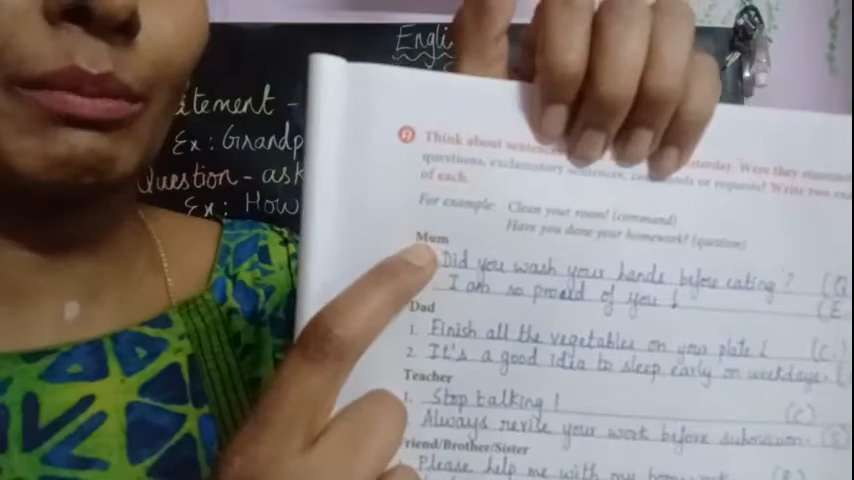 Engli
itement -
Ex: Grandp
Question - ask
Ex: How
Think about sentences yesterday. Were they
questions, exclamatory sentences, commands or requests? Write two
of each.
For example: Clean your room! (command)
Have you done your homework? (question)
Mum
Did you wash your hands before eating? (Q
I am so proud of you! (E
Dad
1. Finish all the vegetables on your plate! (C)
2. It's a good idea to sleep early on weekdays. (
Teacher
1. Stop talking! (C)
Always revise your work before submission. (S)
riend/Brother/Sister
Please help me with my homework (R)